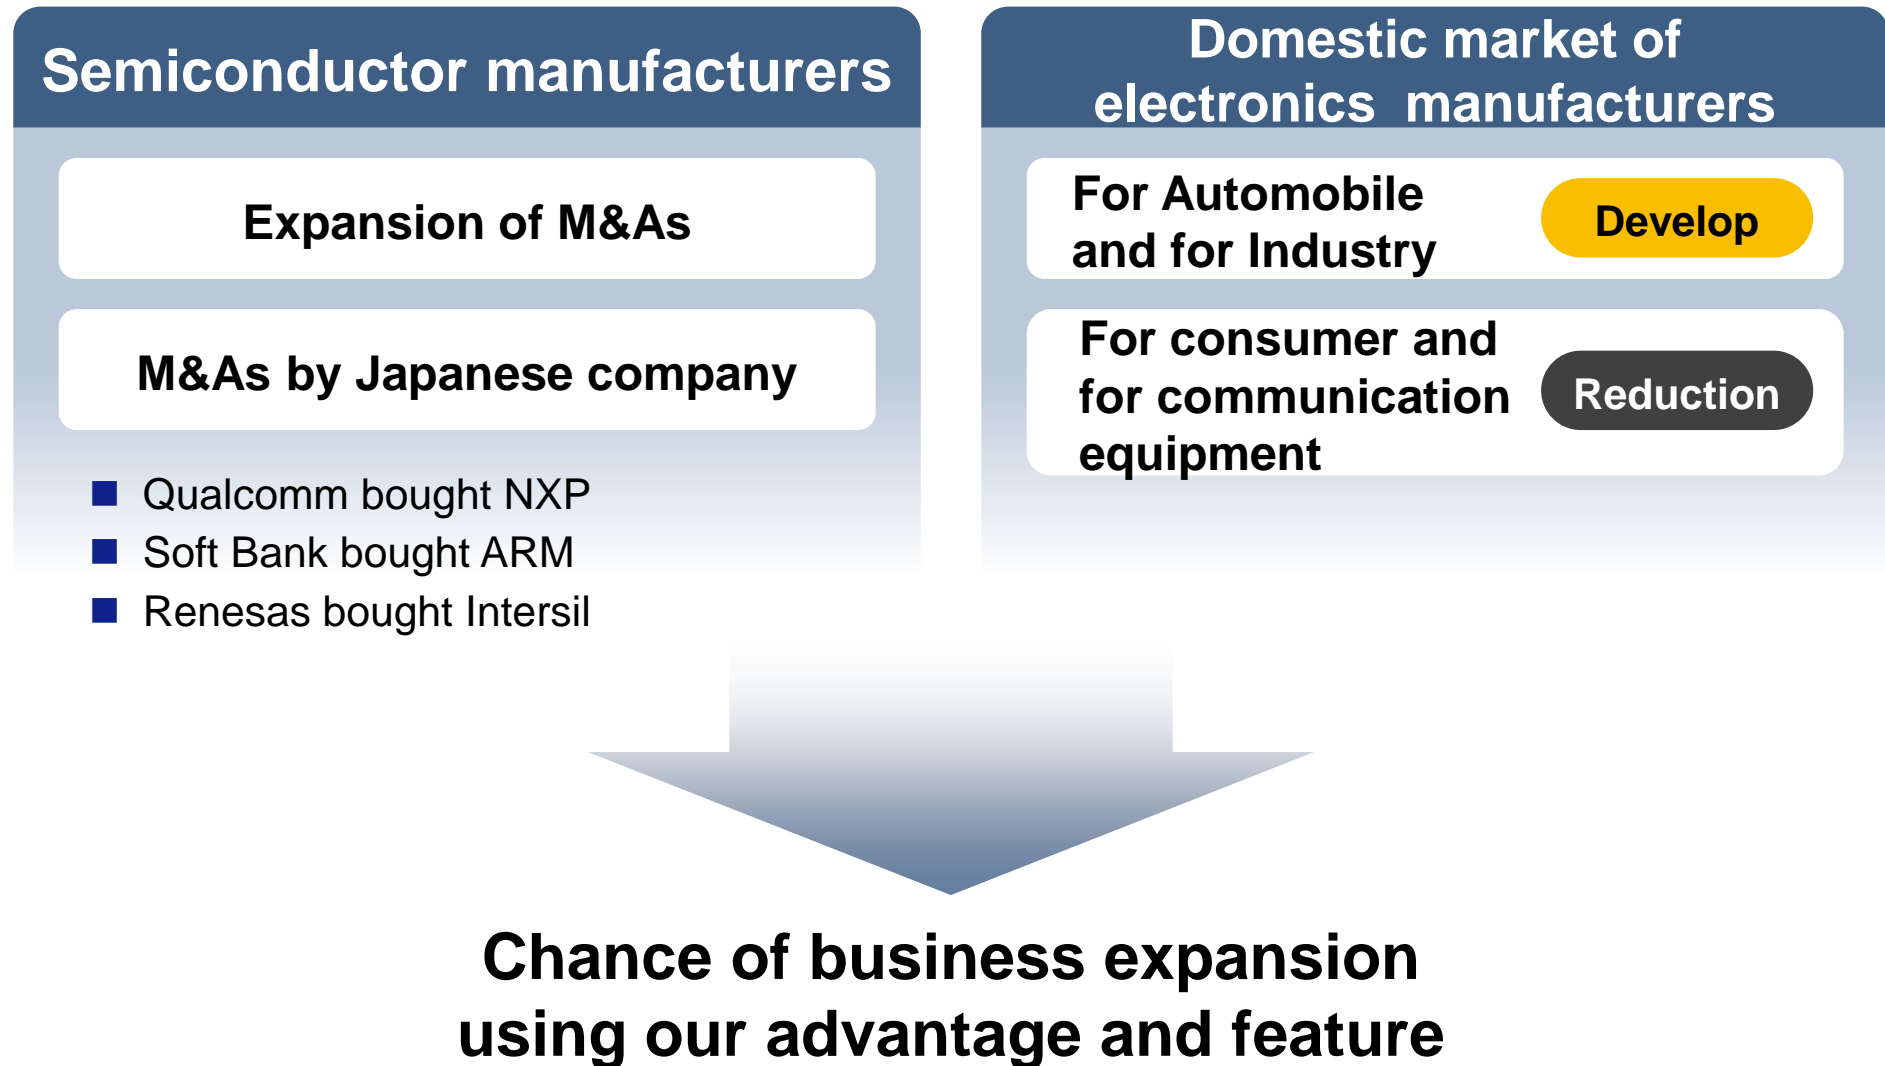 Semiconductor manufacturers
Expansion of M&As
M&As by Japanese company
Qualcomm bought NXP
Soft Bank bought ARM
Renesas bought Intersil
Domestic market of
electronics manufacturers
For Automobile
and for Industry
Develop
For consumer and
for communication
equipment
Reduction
Chance of business expansion
using our advantage and feature